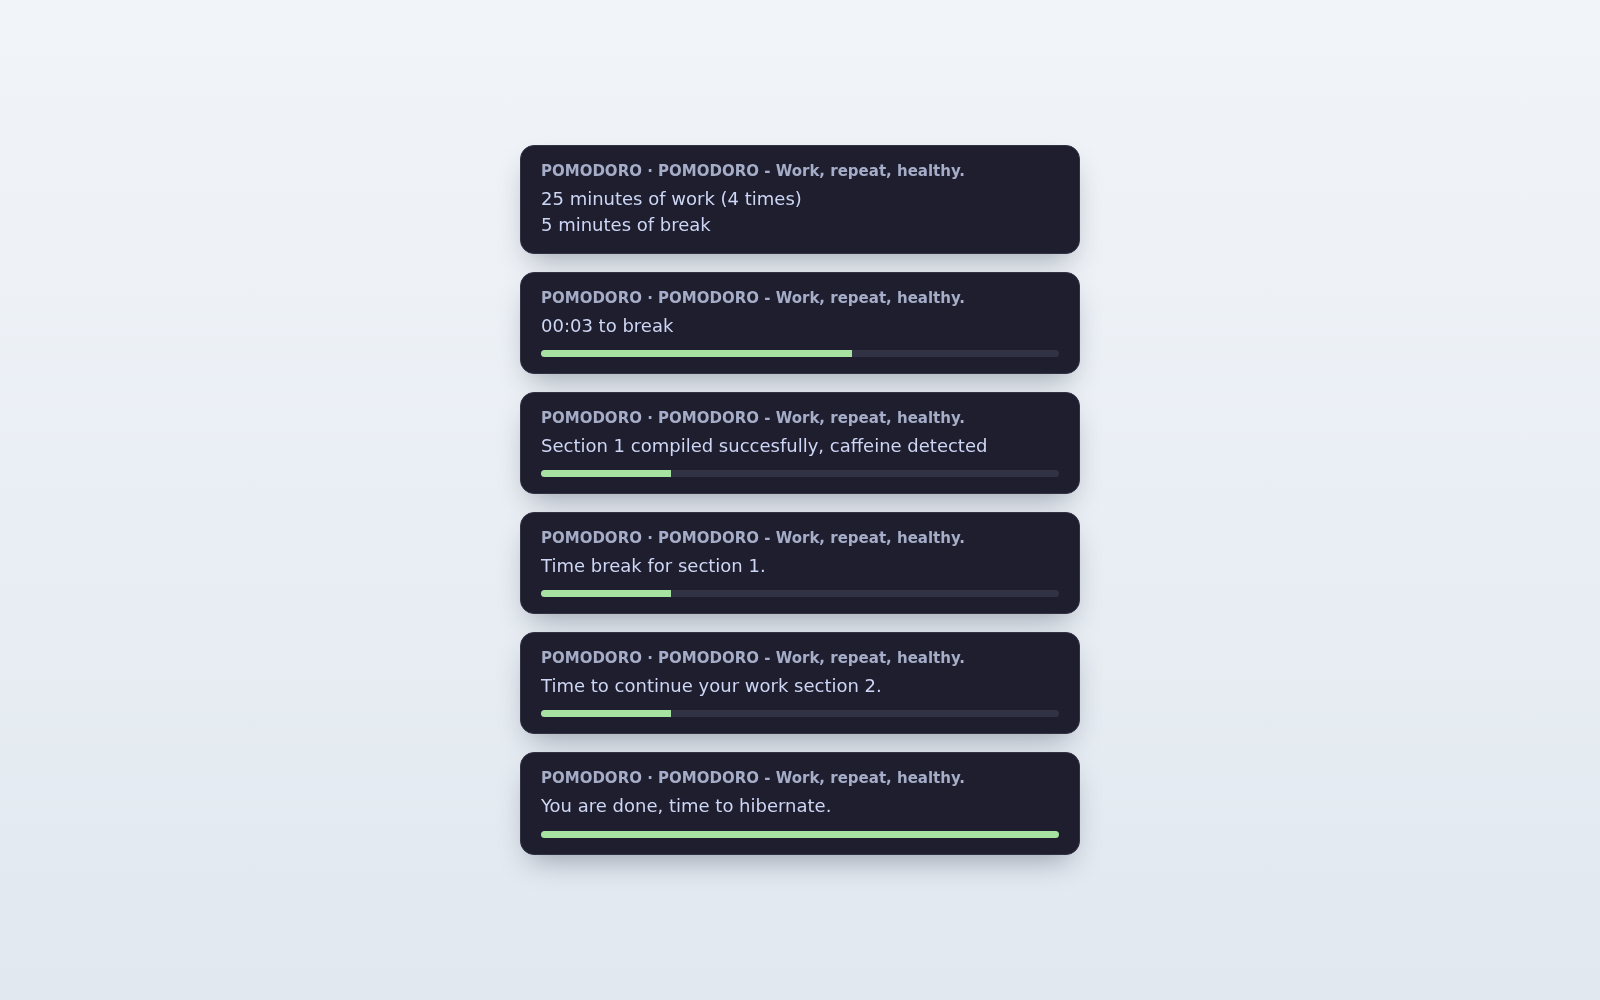 POMODORO · POMODORO - Work, repeat, healthy.
25 minutes of work (4 times)
5 minutes of break
POMODORO · POMODORO - Work, repeat, healthy.
00:03 to break
POMODORO · POMODORO - Work, repeat, healthy.
Section 1 compiled succesfully, caffeine detected
POMODORO · POMODORO - Work, repeat, healthy.
Time break for section 1.
POMODORO · POMODORO - Work, repeat, healthy.
Time to continue your work section 2.
POMODORO · POMODORO - Work, repeat, healthy.
You are done, time to hibernate.